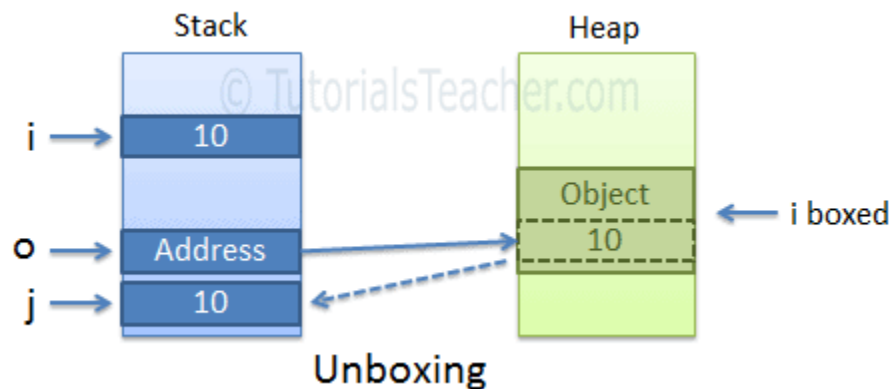 Stack
Heap
© TutorialsTeacher.com
i
10
Object
i boxed
10
o
Address
j
10
Unboxing